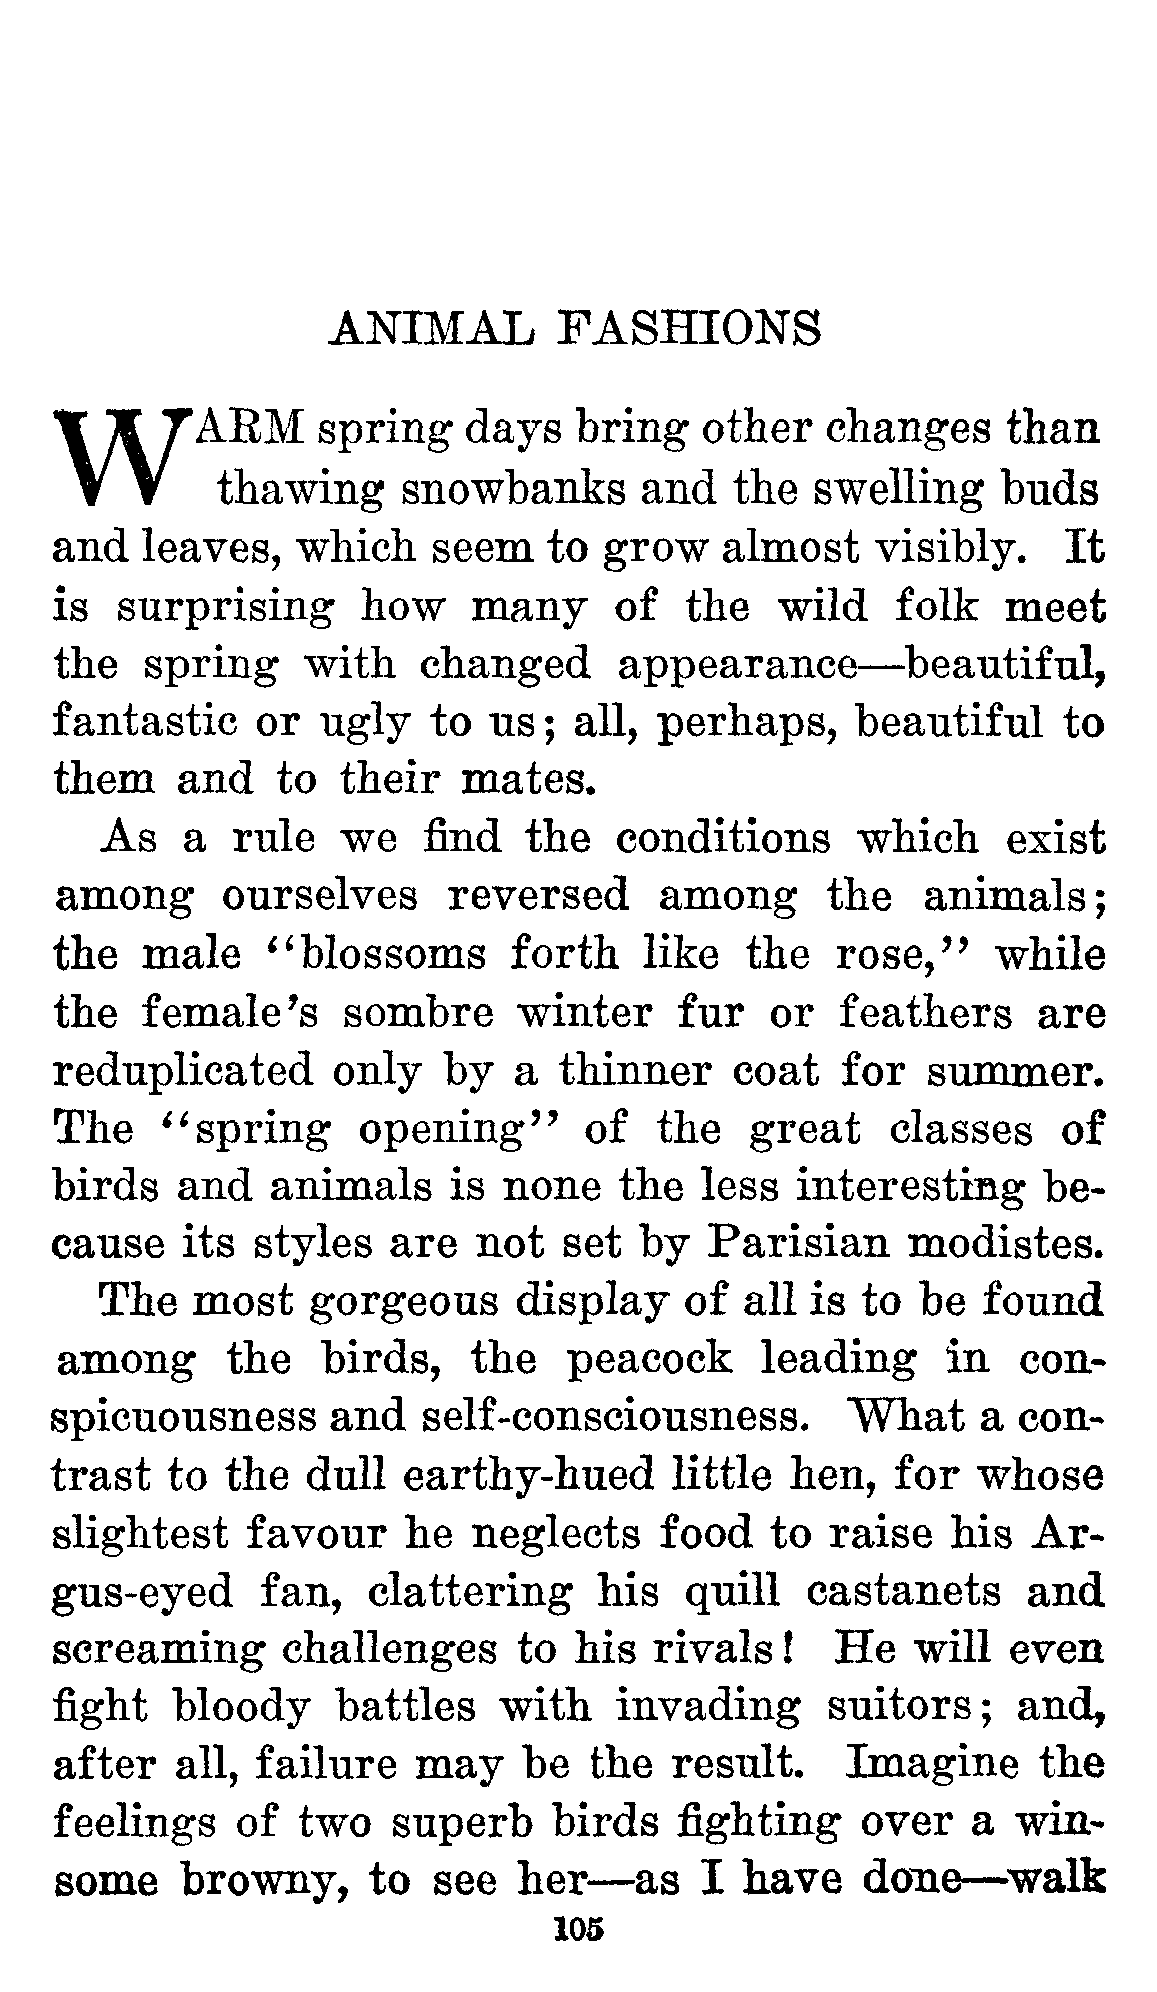 ANIMAL FASHIONS
WARM spring days bring other changes than
thawing snowbanks and the swelling buds
and leaves, which seem to grow almost visibly. It
is surprising how many of the wild folk meet
the spring with changed appearance—beautiful,
fantastic or ugly to us; all, perhaps, beautiful to
them and to their mates.
As a rule we find the conditions which exist
among ourselves reversed among the animals;
the male "blossoms forth like the rose," while
the female's sombre winter fur or feathers are
reduplicated only by a thinner coat for summer.
The "spring opening" of the great classes of
birds and animals is none the less interesting be-
cause its styles are not set by Parisian modistes.
The most gorgeous display of all is to be found
among the birds, the peacock leading in con-
spicuousness and self-consciousness. What a con-
trast to the dull earthy-hued little hen, for whose
slightest favour he neglects food to raise his Ar-
gus-eyed fan, clattering his quill castanets and
screaming challenges to his rivals! He will even
fight bloody battles with invading suitors; and,
after all, failure may be the result. Imagine the
feelings of two superb birds fighting over a win-
some browny, to see her—as I have done—walk
105